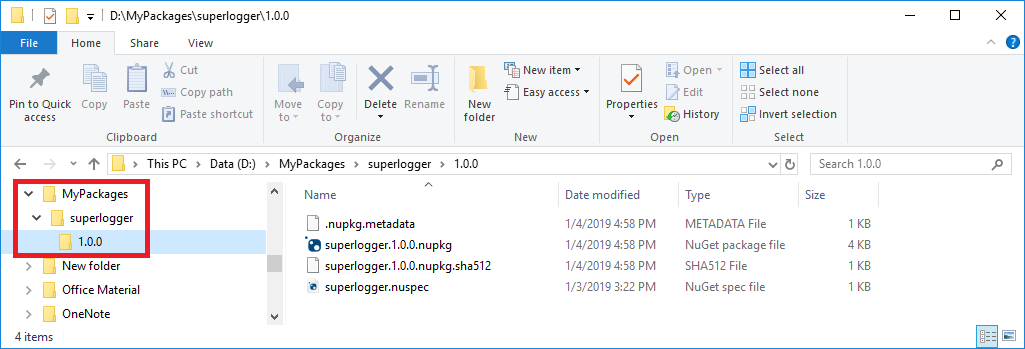 D:\MyPackages\superlogger\1.0.0
File Home Share View
Pin to Quick access
Copy
Paste
Cut
Copy path
Paste shortcut
Clipboard
Move to
Copy to
Delete
Rename
Organize
New folder
New item
Easy access
New
Properties
Open
Edit
History
Open
Select all
Select none
Invert selection
Select
This PC > Data (D:) > MyPackages > superlogger > 1.0.0
Search 1.0.0
MyPackages
superlogger
1.0.0
New folder
Office Material
OneNote
Name Date modified Type Size
.nupkg.metadata 1/4/2019 4:58 PM METADATA File 1 KB
superlogger.1.0.0.nupkg 1/4/2019 4:58 PM NuGet package file 4 KB
superlogger.1.0.0.nupkg.sha512 1/4/2019 4:58 PM SHA512 File 1 KB
superlogger.nuspec 1/3/2019 3:22 PM NuGet spec file 1 KB
4 items